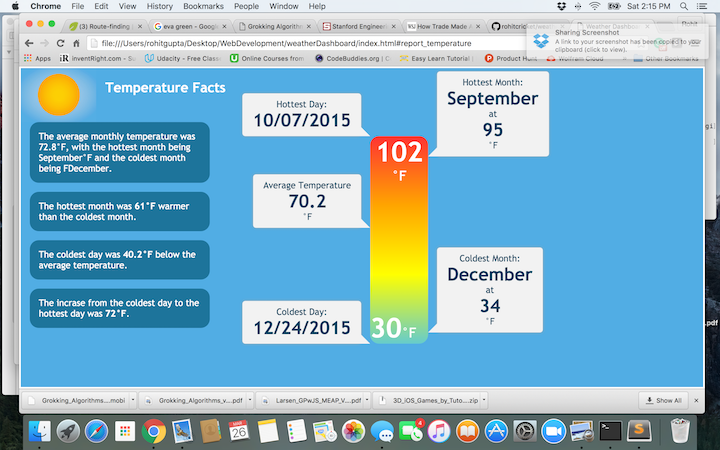 Chrome File Edit View History Bookmarks People Window Help
Sat 2:15 PM
(3) Route-finding
eva green - Google
Grokking Algorithm
Stanford Enginee
How Trade Made A
Weather Dashboard
Rohit
file:///Users/rohitgupta/Desktop/WebDevelopment/weatherDashboard/index.html#report_temperature
Sharing Screenshot
A link to your screenshot has been copied to your
clipboard (click to view).
Apps
InventRight.com -
Udacity - Free Class
Online Courses from
CodeBuddies.org | C
Easy Learn Tutorial |
Product Hunt
Wolfram Cloud
Other Bookmarks
Temperature Facts
The average monthly temperature was
72.8°F, with the hottest month being
September°F and the coldest month
being FDecember.
The hottest month was 61°F warmer
than the coldest month.
The coldest day was 40.2°F below the
average temperature.
The incrase from the coldest day to the
hottest day was 72°F.
Hottest Day:
10/07/2015
Average Temperature
70.2
°F
Coldest Day:
12/24/2015
102
°F
30°F
Hottest Month:
September
at
95
°F
Coldest Month:
December
at
34
°F
.pdf
Grokking_Algorithms....mobi
Grokking_Algorithms_v....pdf
Larsen_GPwJS_MEAP_V....pdf
3D_iOS_Games_by_Tuto....zip
Show All
MAR
26
4